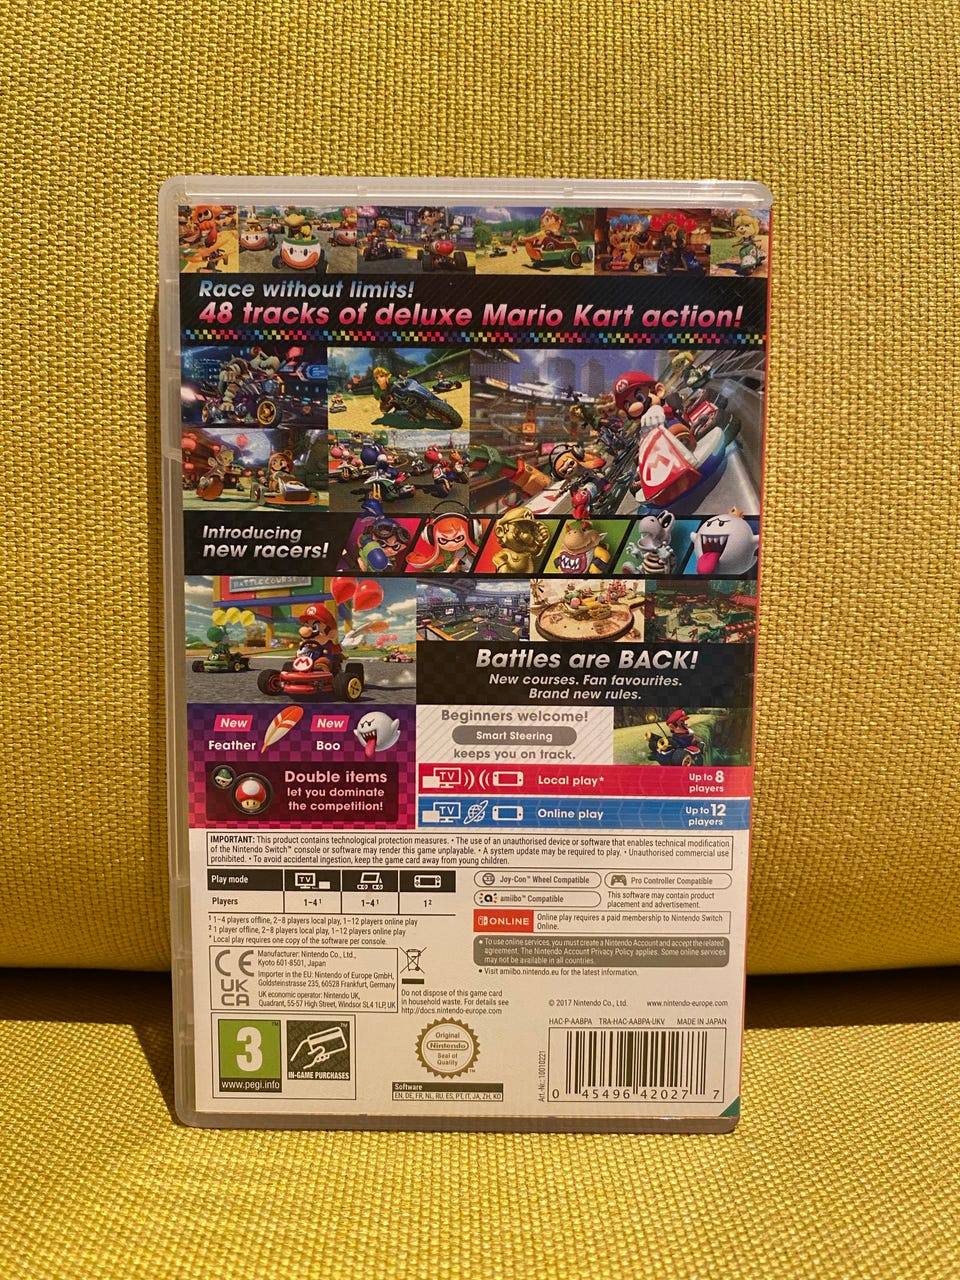 Race without limits!
48 tracks of deluxe Mario Kart action!
Introducing
new racers!
BATTLE COURSE
Battles are BACK!
New courses. Fan favourites.
Brand new rules.
New
Feather
New
Boo
Double items
let you dominate
the competition!
Beginners welcome!
Smart Steering
keeps you on track.
TV
Local play*
Up to 8
players
TV
Online play
Up to 12
players
IMPORTANT: This product contains technological protection measures. • The use of an unauthorised device or software that enables technical modification
of the Nintendo Switch™ console or software may render this game unplayable. • A system update may be required to play. • Unauthorised commercial use
prohibited. • To avoid accidental ingestion, keep the game card away from young children.
Play mode
TV
Players
1-4¹
1-4¹
1²
¹ 1-4 players offline, 2-8 players local play, 1-12 players online play
² 1 player offline, 2-8 players local play, 1-12 players online play
* Local play requires one copy of the software per console.
Joy-Con™ Wheel Compatible
Pro Controller Compatible
amiibo™ Compatible
This software may contain product
placement and advertisement.
ONLINE
Online play requires a paid membership to Nintendo Switch
Online.
• To use online services, you must create a Nintendo Account and accept the related
agreement. The Nintendo Account Privacy Policy applies. Some online services
may not be available in all countries.
• Visit amiibo.nintendo.eu for the latest information.
CE
UK
CA
Manufacturer: Nintendo Co., Ltd.,
Kyoto 601-8501, Japan
Importer in the EU: Nintendo of Europe GmbH,
Goldsteinstrasse 235, 60528 Frankfurt, Germany
UK economic operator: Nintendo UK,
Quadrant, 55-57 High Street, Windsor SL4 1LP, UK
Do not dispose of this game card
in household waste. For details see
http://docs.nintendo-europe.com
© 2017 Nintendo Co., Ltd.
www.nintendo-europe.com
HAC-P-AABPA TRA-HAC-AABPA-UKV MADE IN JAPAN
3
www.pegi.info
IN-GAME PURCHASES
Original
Nintendo
Seal of
Quality
Software
EN, DE, FR, NL, RU, ES, PT, IT, JA, ZH, KO
Art.-Nr.: 10010221
0 45496 42027 7